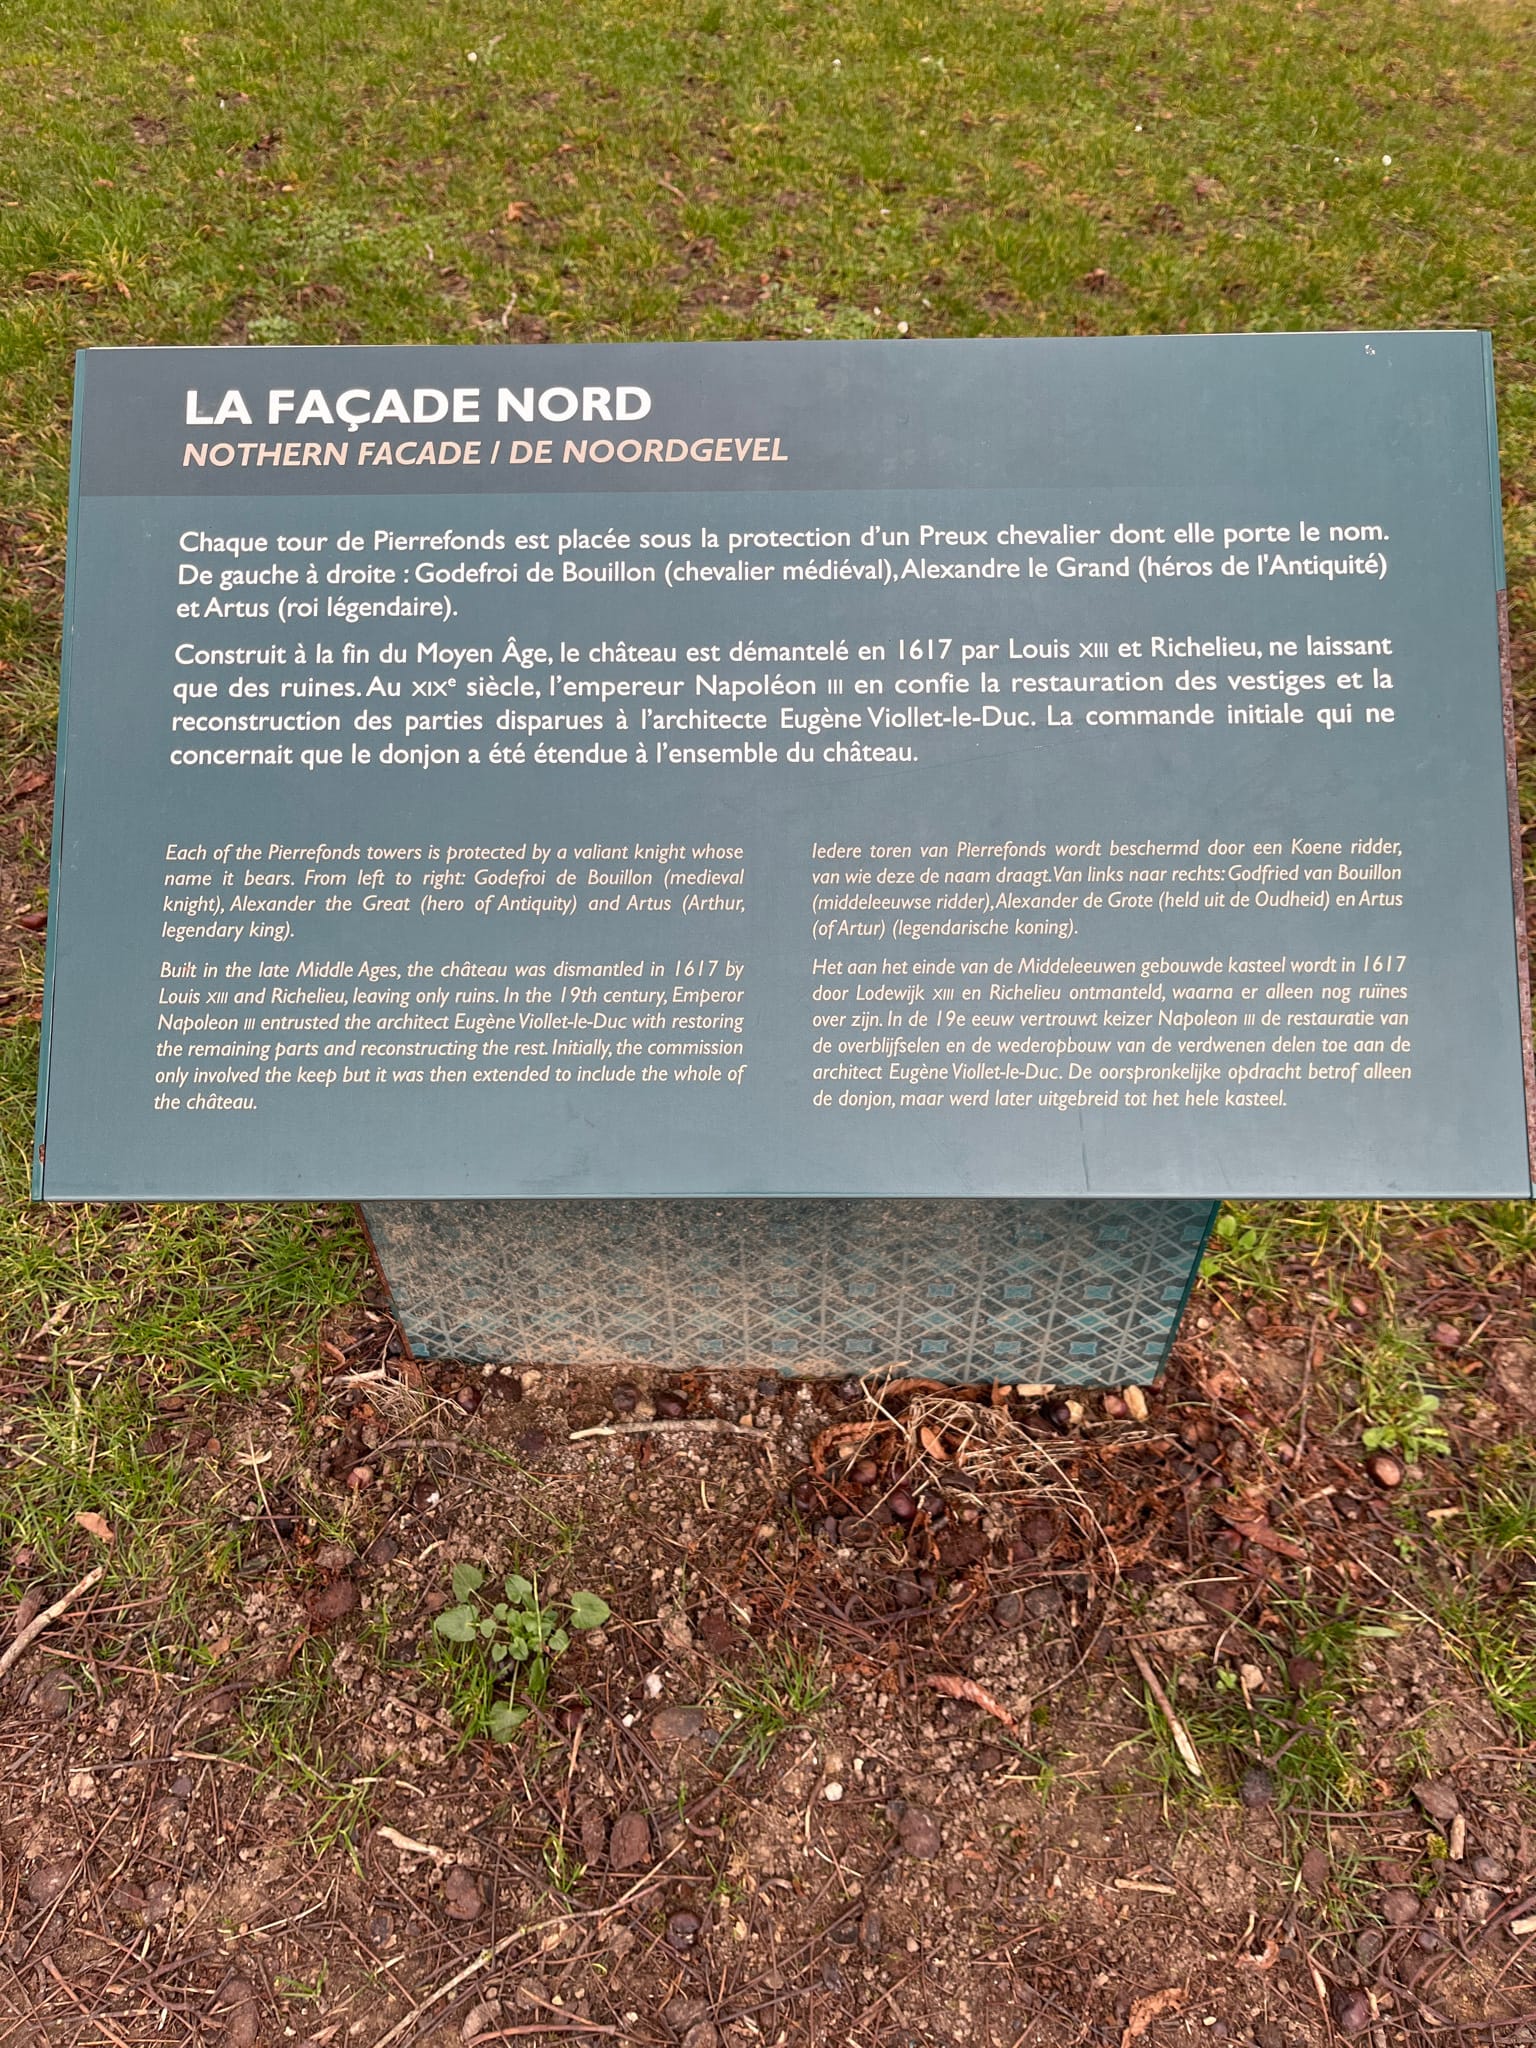 LA FAÇADE NORD
NOTHERN FACADE / DE NOORDGEVEL
Chaque tour de Pierrefonds est placée sous la protection d'un Preux chevalier dont elle porte le nom.
De gauche à droite : Godefroi de Bouillon (chevalier médiéval), Alexandre le Grand (héros de l'Antiquité)
et Artus (roi légendaire).
Construit à la fin du Moyen Âge, le château est démantelé en 1617 par Louis XIII et Richelieu, ne laissant
que des ruines. Au XIXe siècle, l'empereur Napoléon III en confie la restauration des vestiges et la
reconstruction des parties disparues à l'architecte Eugène Viollet-le-Duc. La commande initiale qui ne
concernait que le donjon a été étendue à l'ensemble du château.
Each of the Pierrefonds towers is protected by a valiant knight whose
name it bears. From left to right: Godefroi de Bouillon (medieval
knight), Alexander the Great (hero of Antiquity) and Artus (Arthur,
legendary king).
Built in the late Middle Ages, the château was dismantled in 1617 by
Louis XIII and Richelieu, leaving only ruins. In the 19th century, Emperor
Napoleon III entrusted the architect Eugène Viollet-le-Duc with restoring
the remaining parts and reconstructing the rest. Initially, the commission
only involved the keep but it was then extended to include the whole of
the château.
Iedere toren van Pierrefonds wordt beschermd door een Koene ridder,
van wie deze de naam draagt. Van links naar rechts: Godfried van Bouillon
(middeleeuwse ridder), Alexander de Grote (held uit de Oudheid) en Artus
(of Artur) (legendarische koning).
Het aan het einde van de Middeleeuwen gebouwde kasteel wordt in 1617
door Lodewijk XIII en Richelieu ontmanteld, waarna er alleen nog ruïnes
over zijn. In de 19e eeuw vertrouwt keizer Napoleon III de restauratie van
de overblijfselen en de wederopbouw van de verdwenen delen toe aan de
architect Eugène Viollet-le-Duc. De oorspronkelijke opdracht betrof alleen
de donjon, maar werd later uitgebreid tot het hele kasteel.